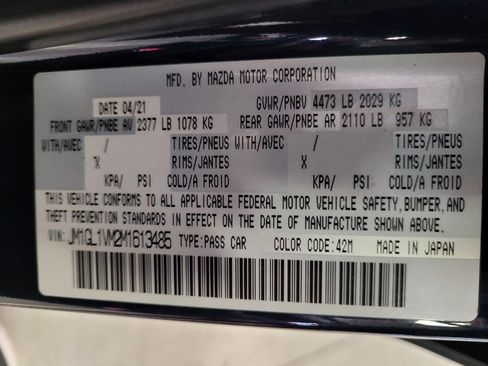 MFD. BY MAZDA MOTOR CORPORATION
DATE 04/21 GVWR/PNBV 4473 LB 2029 KG
FRONT GAWR/PNBE AV 2377 LB 1078 KG REAR GAWR/PNBE AR 2110 LB 957 KG
WITH/AVEC / TIRES/PNEUS WITH/AVEC / TIRES/PNEUS
X RIMS/JANTES X RIMS/JANTES
KPA/ PSI COLD/A FROID KPA/ PSI COLD/A FROID
THIS VEHICLE CONFORMS TO ALL APPLICABLE FEDERAL MOTOR VEHICLE SAFETY, BUMPER, AND
THEFT PREVENTION STANDARDS IN EFFECT ON THE DATE OF MANUFACTURE SHOWN ABOVE.
VIN: JM1GL1VM2M1613485 TYPE:PASS CAR COLOR CODE:42M MADE IN JAPAN